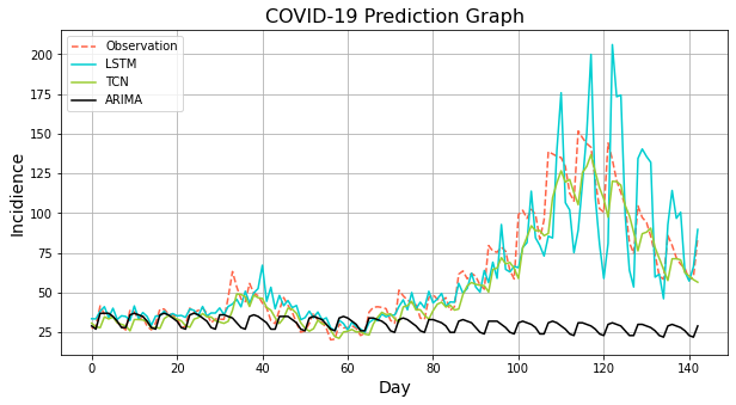 COVID-19 Prediction Graph
Observation
LSTM
TCN
ARIMA
200
175
150
125
100
75
50
25
Incidience
0 20 40 60 80 100 120 140
Day